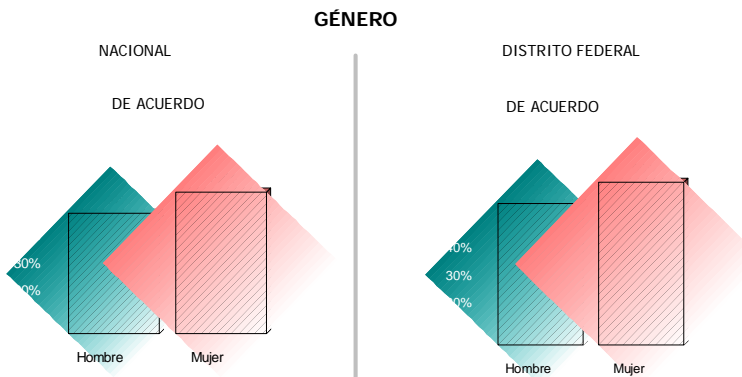 GÉNERO
NACIONAL
DE ACUERDO
30%
Hombre
Mujer
DISTRITO FEDERAL
DE ACUERDO
40%
30%
Hombre
Mujer